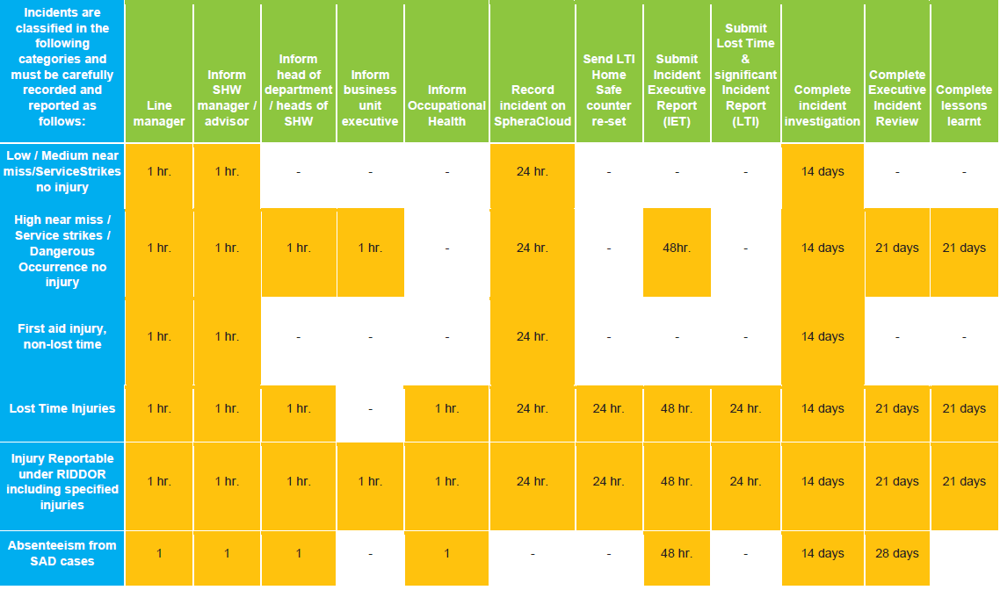 Incidents are
classified in the
following
categories and
must be carefully
recorded and
reported as
follows:
Line
manager
Inform
SHW
manager /
advisor
Inform
head of
department
/ heads of
SHW
Inform
business
unit
executive
Inform
Occupational
Health
Record
incident on
SpheraCloud
Send LTI
Home
Safe
counter
re-set
Submit
Incident
Executive
Report
(IET)
Submit
Lost Time
&
significant
Incident
Report
(LTI)
Complete
incident
investigation
Complete
Executive
Incident
Review
Complete
lessons
learnt
Low / Medium near
miss/ServiceStrikes
no injury
1 hr.
1 hr.
-
-
-
24 hr.
-
-
-
14 days
-
-
High near miss /
Service strikes /
Dangerous
Occurrence no
injury
1 hr.
1 hr.
1 hr.
1 hr.
-
24 hr.
-
48hr.
-
14 days
21 days
21 days
First aid injury,
non-lost time
1 hr.
1 hr.
-
-
-
24 hr.
-
-
-
14 days
-
-
Lost Time Injuries
1 hr.
1 hr.
1 hr.
-
1 hr.
24 hr.
24 hr.
48 hr.
24 hr.
14 days
21 days
21 days
Injury Reportable
under RIDDOR
including specified
injuries
1 hr.
1 hr.
1 hr.
1 hr.
1 hr.
24 hr.
24 hr.
48 hr.
24 hr.
14 days
21 days
21 days
Absenteeism from
SAD cases
1
1
1
-
1
-
-
48 hr.
-
14 days
28 days